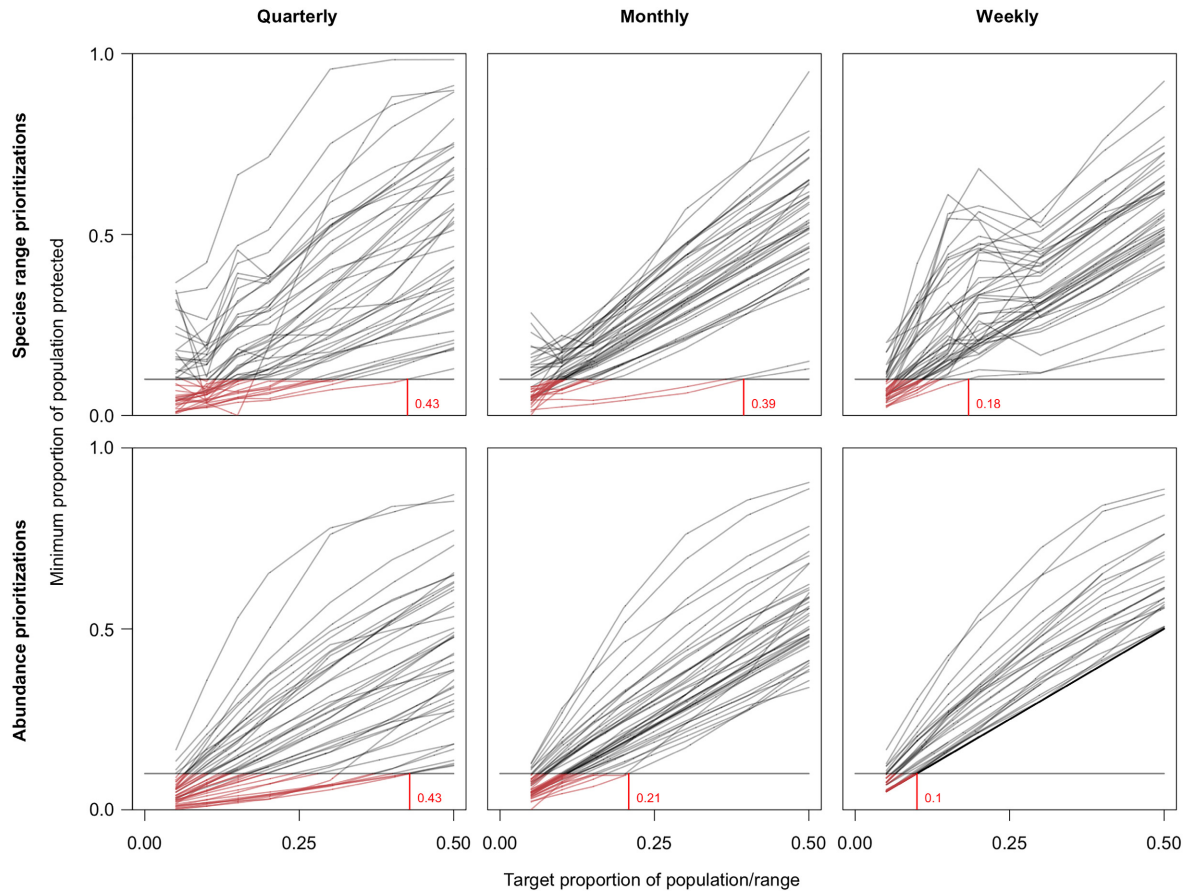 Quarterly Monthly Weekly
Species range prioritizations
Abundance prioritizations
Minimum proportion of population protected
1.0
0.5
0.0
0.43
0.39
0.18
1.0
0.5
0.0
0.43
0.21
0.1
0.00 0.25 0.50 0.00 0.25 0.50 0.00 0.25 0.50
Target proportion of population/range